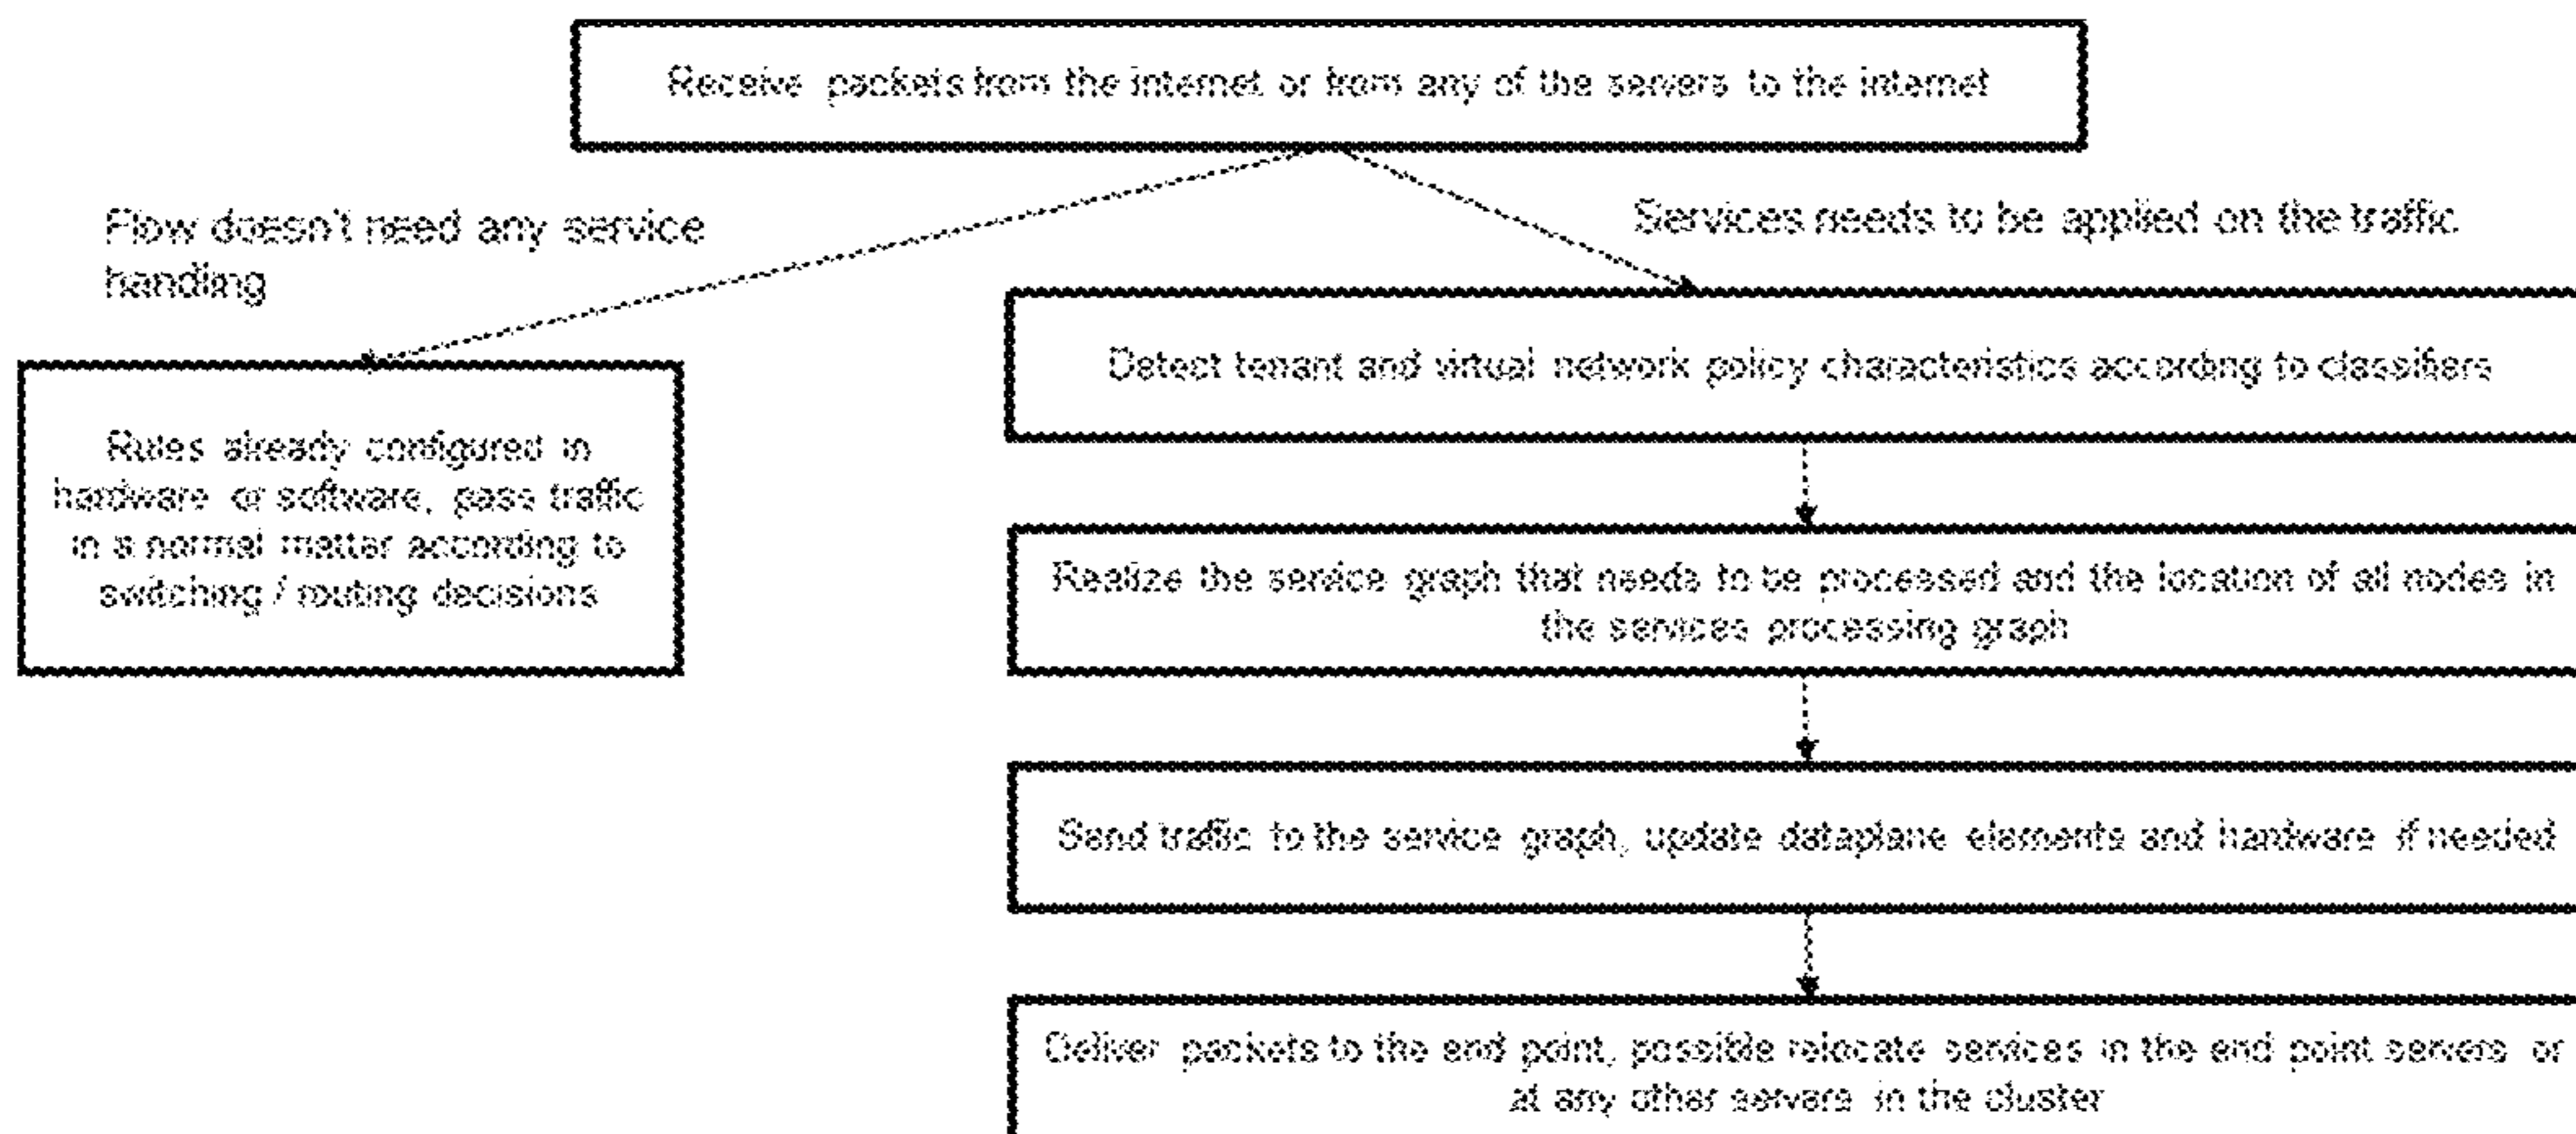 Receive packets from the internet or from any of the servers to the internet
Flow doesn't need any service
handling
Services needs to be applied on the traffic
Detect tenant and virtual network policy characteristics according to classifiers
Rules already configured in
hardware or software, pass traffic
in a normal matter according to
switching / routing decisions
Realize the service graph that needs to be processed and the location of all nodes in
the services processing graph
Send traffic to the service graph, update dataplane elements and hardware if needed
Deliver packets to the end point, possible relocate services in the end point servers or
at any other servers in the cluster